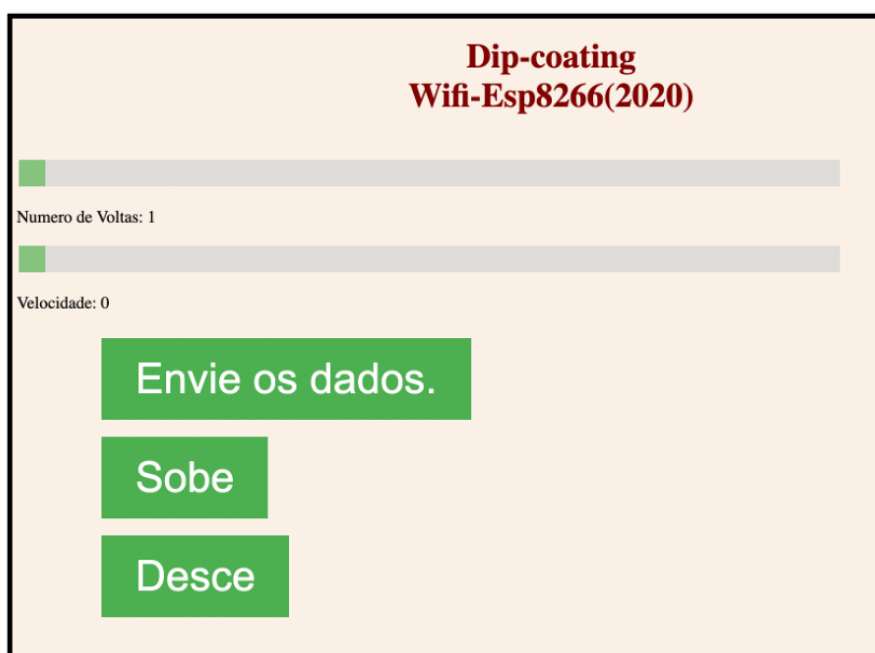 Dip-coating
Wifi-Esp8266(2020)
Numero de Voltas: 1
Velocidade: 0
Envie os dados.
Sobe
Desce